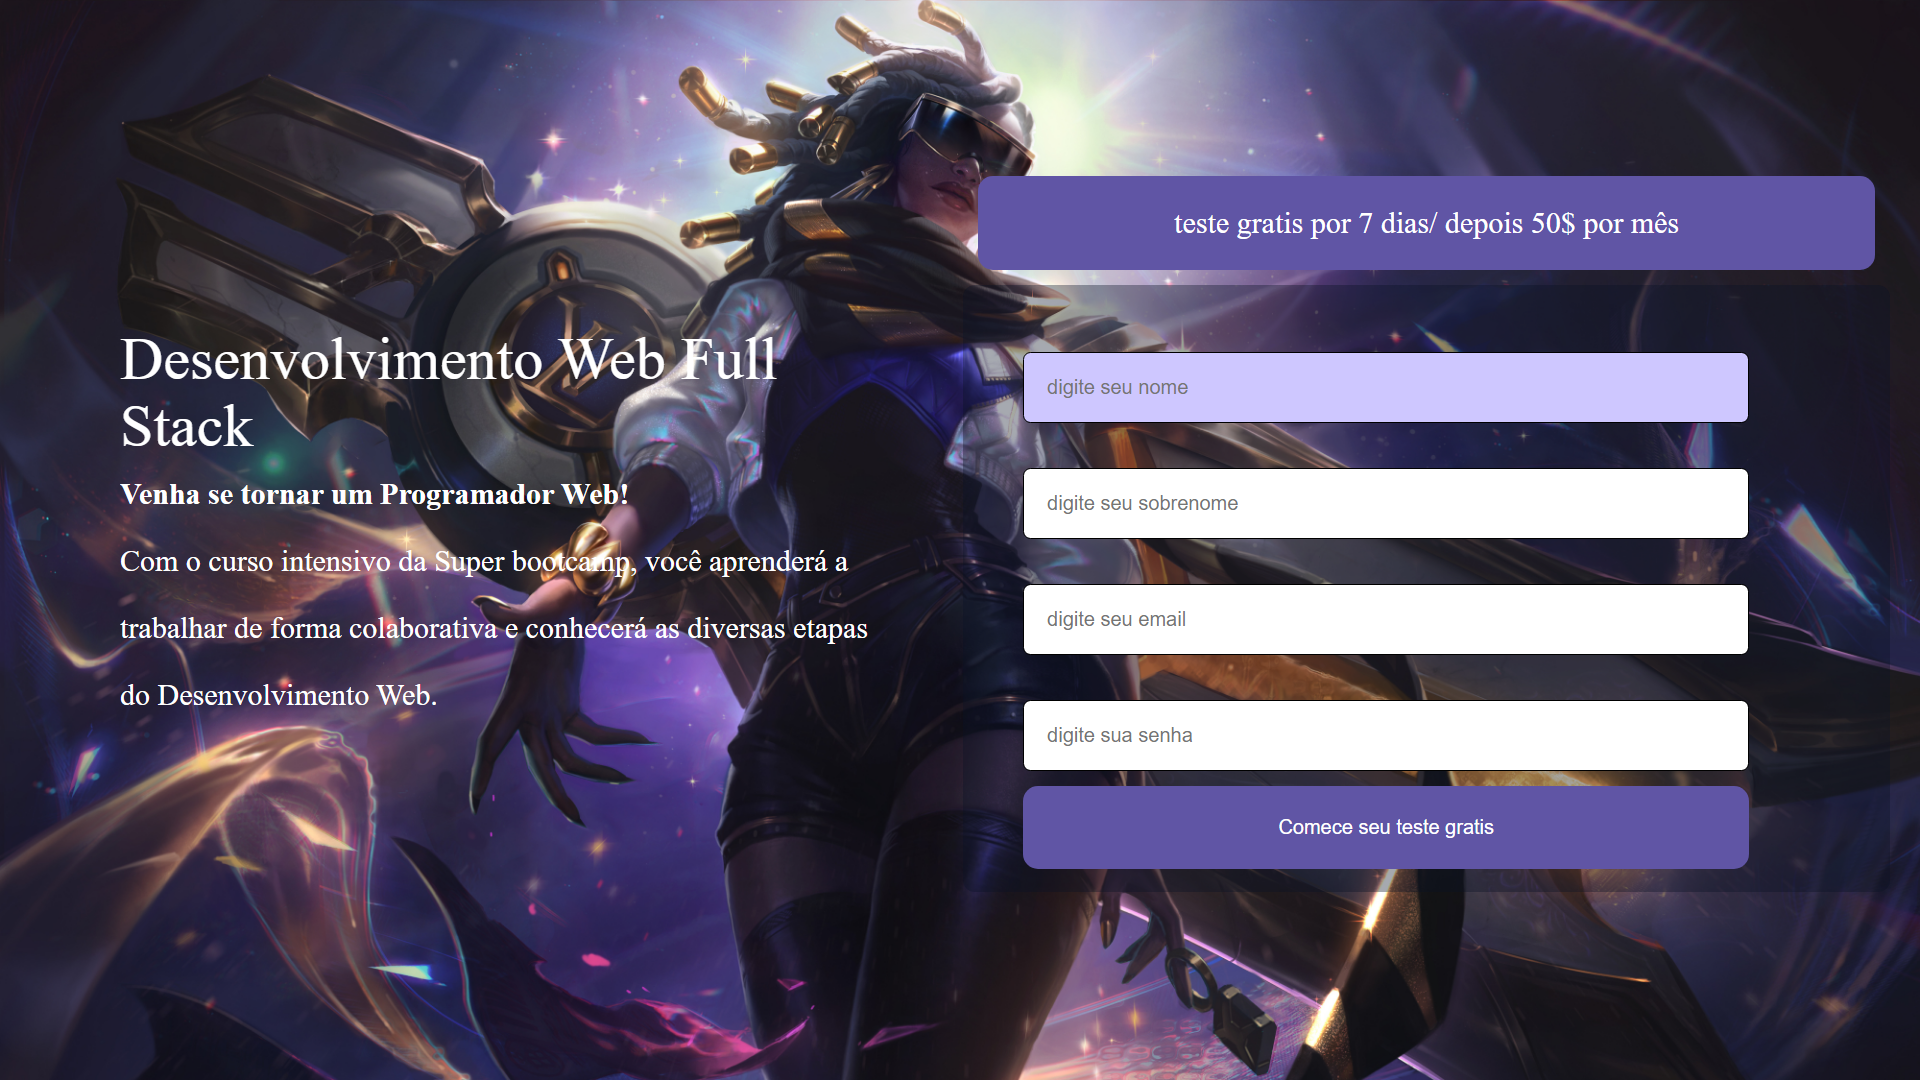 teste gratis por 7 dias/ depois 50$ por mês
Desenvolvimento Web Full
Stack
Venha se tornar um Programador Web!
Com o curso intensivo da Super bootcamp, você aprenderá a
trabalhar de forma colaborativa e conhecerá as diversas etapas
do Desenvolvimento Web.
digite seu nome
digite seu sobrenome
digite seu email
digite sua senha
Comece seu teste gratis